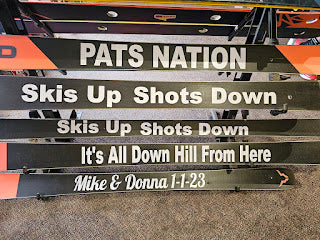 PATS NATION
Skis Up Shots Down
Skis Up Shots Down
It's All Down Hill From Here
Mike & Donna 1-1-23